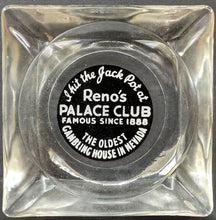 I hit the Jack Pot at
Reno's
PALACE CLUB
FAMOUS SINCE 1888
THE OLDEST
GAMBLING HOUSE IN NEVADA